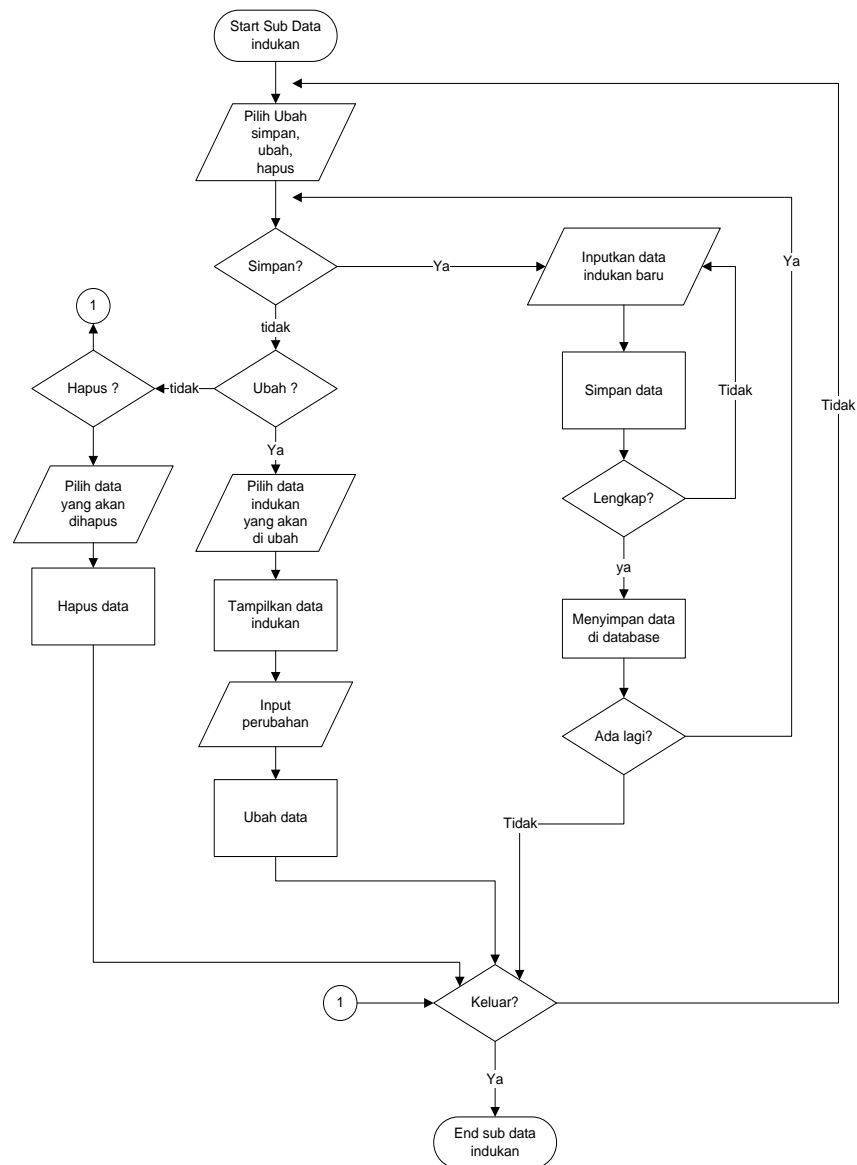 Start Sub Data
indukan
Pilih Ubah
simpan,
ubah,
hapus
Simpan?
Ya
Inputkan data
indukan baru
Ya
1
tidak
Hapus ?
tidak
Ubah ?
Simpan data
Tidak
Tidak
Ya
Pilih data
yang akan
dihapus
Pilih data
indukan
yang akan
di ubah
Lengkap?
ya
Hapus data
Tampilkan data
indukan
Menyimpan data
di database
Input
perubahan
Ada lagi?
Ubah data
Tidak
1
Keluar?
Ya
End sub data
indukan